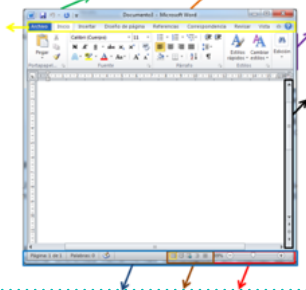 Documento1 - Microsoft Word
Archivo Inicio Insertar Diseño de página Referencias Correspondencia Revisar Vista
Calibri (Cuerpo) 11
Pegar
Estilos rápidos Cambiar estilos Edición
Portapapeles Fuente Párrafo Estilos
Página: 1 de 1 Palabras: 0